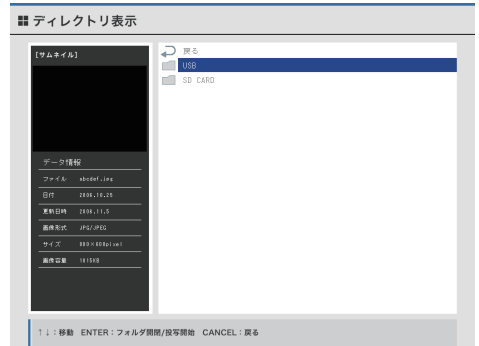 ディレクトリ表示
[サムネイル]
データ情報
ファイル abcdef.jpg
日付 2006.10.25
更新日時 2006.11.5
画像形式 JPG/JPEG
サイズ 800×600pixel
画像容量 1015KB
戻る
USB
SD CARD
↑↓：移動 ENTER：フォルダ開閉/投写開始 CANCEL：戻る